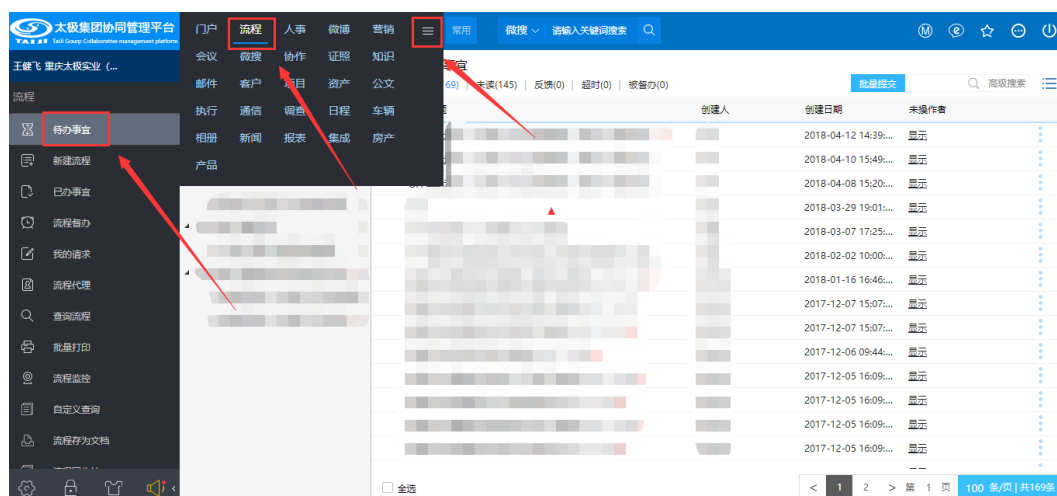 太极集团协同管理平台
TAIJI Taili Gourp Collaborative management platform
王健飞 重庆太极实业（...
门户 流程 人事 微博 营销
会议 微搜 协作 证照 知识
邮件 客户 项目 资产 公文
执行 通信 调查 日程 车辆
相册 新闻 报表 集成 房产
产品
常用 微搜 请输入关键词搜索
流程
待办事宜
新建流程
已办事宜
流程督办
我的请求
流程代理
查询流程
批量打印
流程监控
自定义查询
流程存为文档
宜
69) 未读(145) | 反馈(0) | 超时(0) | 被督办(0)
批量提交 高级搜索
创建人 创建日期 未操作者
2018-04-12 14:39:... 显示
2018-04-10 15:49:... 显示
2018-04-08 15:20:... 显示
2018-03-29 19:01:... 显示
2018-03-07 17:25:... 显示
2018-02-02 10:00:... 显示
2018-01-16 16:46:... 显示
2017-12-07 15:07:... 显示
2017-12-07 15:07:... 显示
2017-12-06 09:44:... 显示
2017-12-05 16:09:... 显示
2017-12-05 16:09:... 显示
2017-12-05 16:09:... 显示
2017-12-05 16:09:... 显示
全选
< 1 2 > 第 1 页 100 条/页 | 共169条